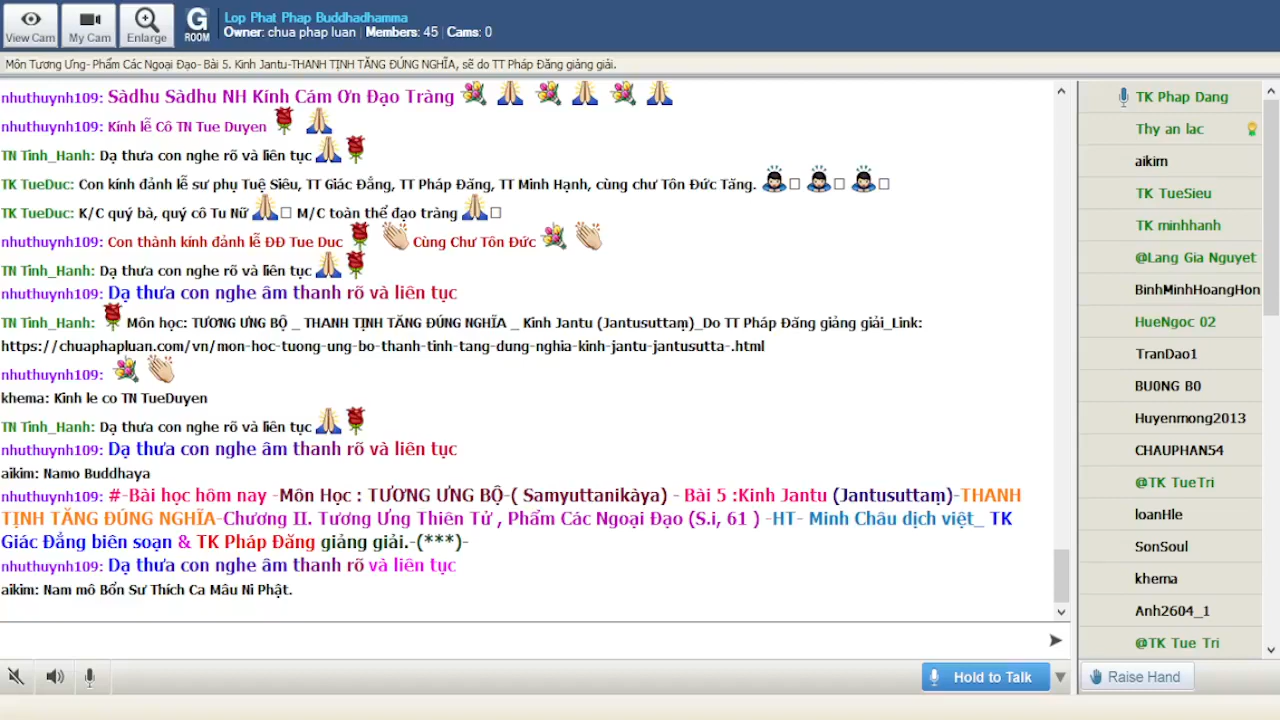 View Cam
My Cam
Enlarge
G
ROOM
Lop Phat Phap Buddhadhamma
Owner: chua phap luan | Members: 45 | Cams: 0
Môn Tương Ưng- Phẩm Các Ngoại Đạo- Bài 5. Kinh Jantu-THANH TỊNH TĂNG ĐÚNG NGHĨA, sẽ do TT Pháp Đăng giảng giải.
nhuthuynh109: Sàdhu Sàdhu NH Kính Cám Ơn Đạo Tràng
nhuthuynh109: Kính lễ Cô TN Tue Duyen
TN Tinh_Hanh: Dạ thưa con nghe rõ và liên tục
TK TueDuc: Con kính đảnh lễ sư phụ Tuệ Siêu, TT Giác Đẳng, TT Pháp Đăng, TT Minh Hạnh, cùng chư Tôn Đức Tăng.
TK TueDuc: K/C quý bà, quý cô Tu Nữ M/C toàn thể đạo tràng
nhuthuynh109: Con thành kính đảnh lễ ĐĐ Tue Duc Cùng Chư Tôn Đức
TN Tinh_Hanh: Dạ thưa con nghe rõ và liên tục
nhuthuynh109: Dạ thưa con nghe âm thanh rõ và liên tục
TN Tinh_Hanh: Môn học: TƯƠNG ƯNG BỘ _ THANH TỊNH TĂNG ĐÚNG NGHĨA _ Kinh Jantu (Jantusuttaṃ)_Do TT Pháp Đăng giảng giải_Link:
https://chuaphapluan.com/vn/mon-hoc-tuong-ung-bo-thanh-tinh-tang-dung-nghia-kinh-jantu-jantusutta-.html
nhuthuynh109:
khema: Kinh le co TN TueDuyen
TN Tinh_Hanh: Dạ thưa con nghe rõ và liên tục
nhuthuynh109: Dạ thưa con nghe âm thanh rõ và liên tục
aikim: Namo Buddhaya
nhuthuynh109: #-Bài học hôm nay -Môn Học : TƯƠNG ƯNG BỘ-( Samyuttanikàya) - Bài 5 :Kinh Jantu (Jantusuttaṃ)-THANH
TỊNH TĂNG ĐÚNG NGHĨA-Chương II. Tương Ưng Thiên Tử , Phẩm Các Ngoại Đạo (S.i, 61 ) -HT- Minh Châu dịch việt_ TK
Giác Đẳng biên soạn & TK Pháp Đăng giảng giải.-(***)-
nhuthuynh109: Dạ thưa con nghe âm thanh rõ và liên tục
aikim: Nam mô Bổn Sư Thích Ca Mâu Ni Phật.
Hold to Talk
TK Phap Dang
Thy an lac
aikim
TK TueSieu
TK minhhanh
@Lang Gia Nguyet
BinhMinhHoangHon
HueNgoc 02
TranDao1
BU0NG B0
Huyenmong2013
CHAUPHAN54
@TK TueTri
loanHle
SonSoul
khema
Anh2604_1
@TK Tue Tri
Raise Hand